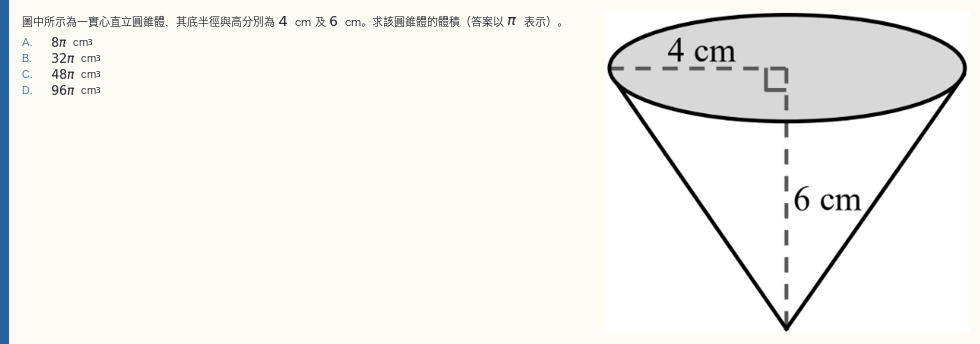 圖中所示為一實心直立圓錐體，其底半徑與高分別為 4 cm 及 6 cm。求該圓錐體的體積（答案以 π 表示）。
A. 8π cm³
B. 32π cm³
C. 48π cm³
D. 96π cm³
4 cm
6 cm